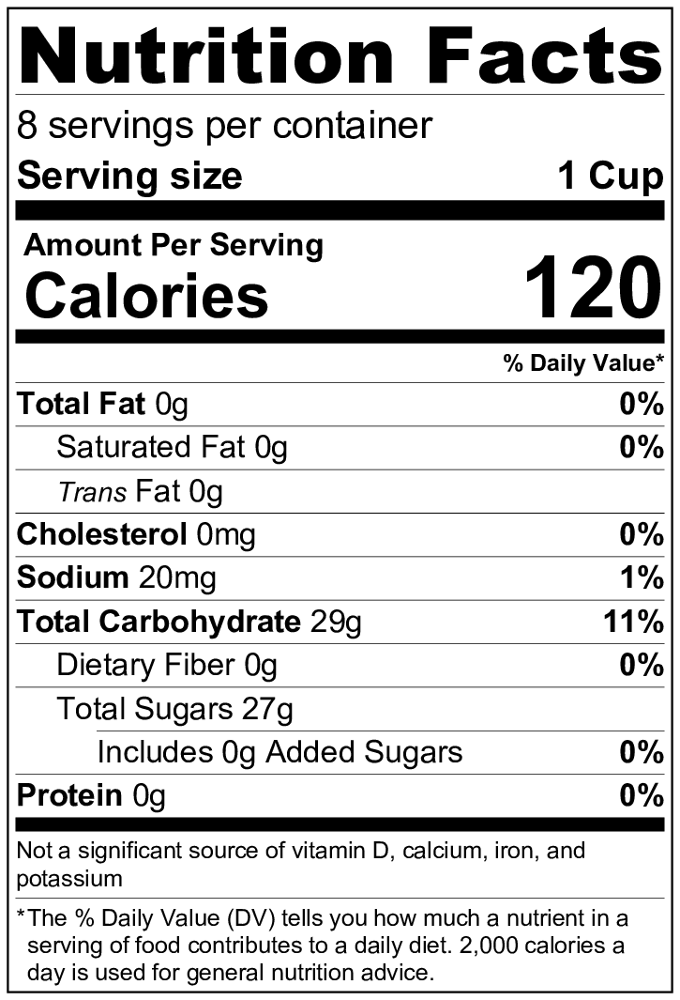 Nutrition Facts
8 servings per container
Serving size 1 Cup
Amount Per Serving
Calories 120
% Daily Value*
Total Fat 0g 0%
Saturated Fat 0g 0%
Trans Fat 0g
Cholesterol 0mg 0%
Sodium 20mg 1%
Total Carbohydrate 29g 11%
Dietary Fiber 0g 0%
Total Sugars 27g
Includes 0g Added Sugars 0%
Protein 0g 0%
Not a significant source of vitamin D, calcium, iron, and
potassium
*The % Daily Value (DV) tells you how much a nutrient in a
serving of food contributes to a daily diet. 2,000 calories a
day is used for general nutrition advice.